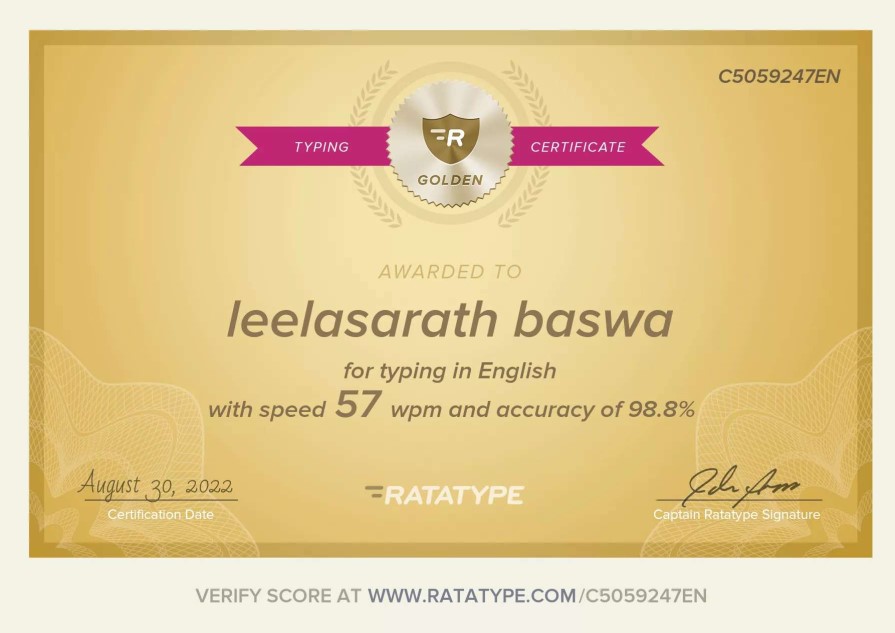 C5059247EN
TYPING
CERTIFICATE
R
GOLDEN
AWARDED TO
leelasarath baswa
for typing in English
with speed 57 wpm and accuracy of 98.8%
August 30, 2022
Certification Date
RATATYPE
Captain Ratatype Signature
VERIFY SCORE AT WWW.RATATYPE.COM/C5059247EN